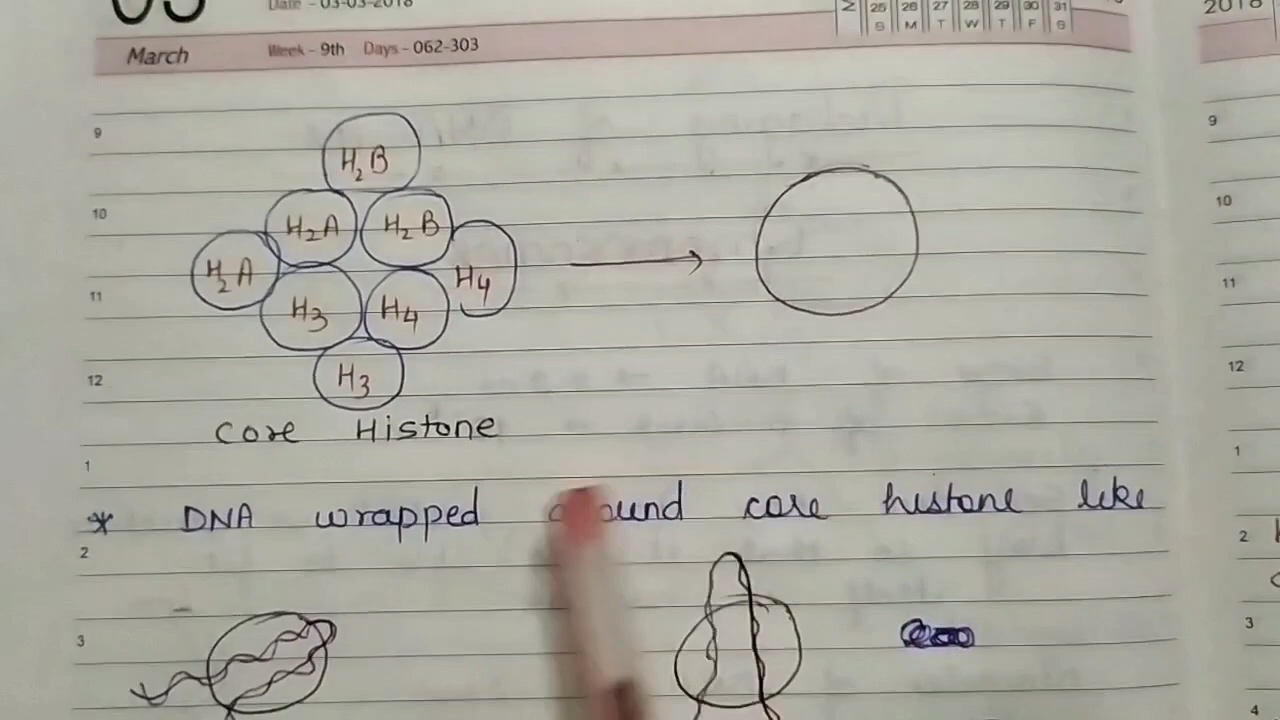 Date - 03-03-2018
March Week - 9th Days - 062-303
25 26 27 28 29 30 31
S M T W T F S
2018
9
H2B
10
H2A H2B
H2A H4
11
H3 H4
12
H3
Core Histone
1
* DNA wrapped around core histone like
2
3
9
10
11
12
1
2
3
4